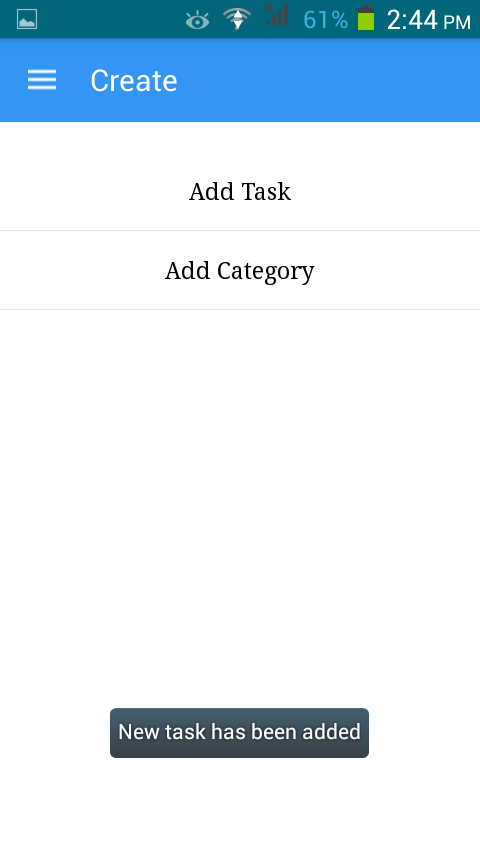 61% 2:44 PM
Create
Add Task
Add Category
New task has been added